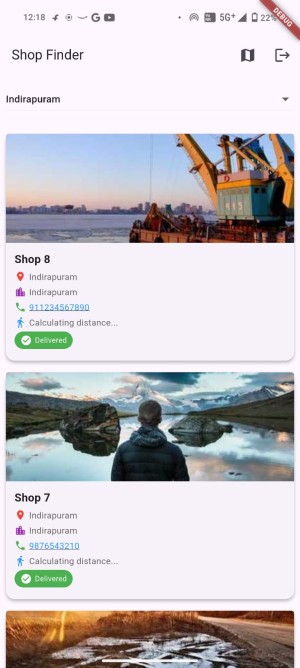 12:18
5G+
22%
DEBUG
Shop Finder
Indirapuram
Shop 8
Indirapuram
Indirapuram
911234567890
Calculating distance...
Delivered
Shop 7
Indirapuram
Indirapuram
9876543210
Calculating distance...
Delivered